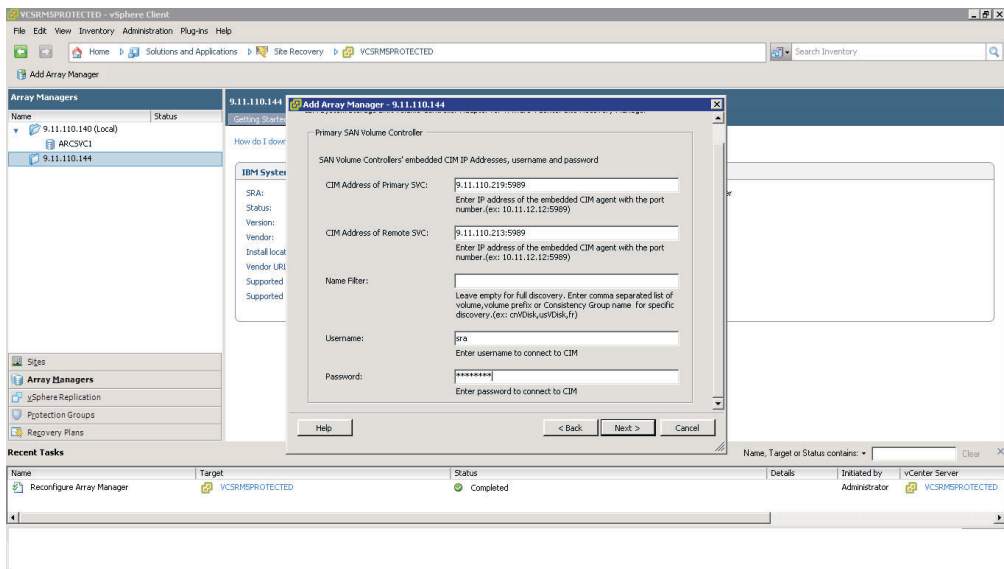 VCSRMSPROTECTED - vSphere Client
File Edit View Inventory Administration Plug-ins Help
Home Solutions and Applications Site Recovery VCSRMSPROTECTED
Search Inventory
Add Array Manager
Array Managers
Name Status
9.11.110.140 (Local)
ARCSVC1
9.11.110.144
Sites
Array Managers
vSphere Replication
Protection Groups
Recovery Plans
9.11.110.144
Getting Started
How do I down
IBM System
SRA:
Status:
Version:
Vendor:
Install locat
Vendor URL
Supported
Supported
Add Array Manager - 9.11.110.144
Primary SAN Volume Controller
SAN Volume Controllers' embedded CIM IP Addresses, username and password
CIM Address of Primary SVC: 9.11.110.219:5989
Enter IP address of the embedded CIM agent with the port
number.(ex: 10.11.12.12:5989)
CIM Address of Remote SVC: 9.11.110.213:5989
Enter IP address of the embedded CIM agent with the port
number.(ex: 10.11.12.12:5989)
Name Filter:
Leave empty for full discovery. Enter comma separated list of
volume,volume prefix or Consistency Group name for specific
discovery.(ex: cnVDisk,usVDisk,fr)
Username: sra
Enter username to connect to CIM
Password: ********
Enter password to connect to CIM
Help < Back Next > Cancel
Recent Tasks
Name, Target or Status contains: Clear
Name Target Status Details Initiated by vCenter Server
Reconfigure Array Manager VCSRMSPROTECTED Completed Administrator VCSRMSPROTECTED